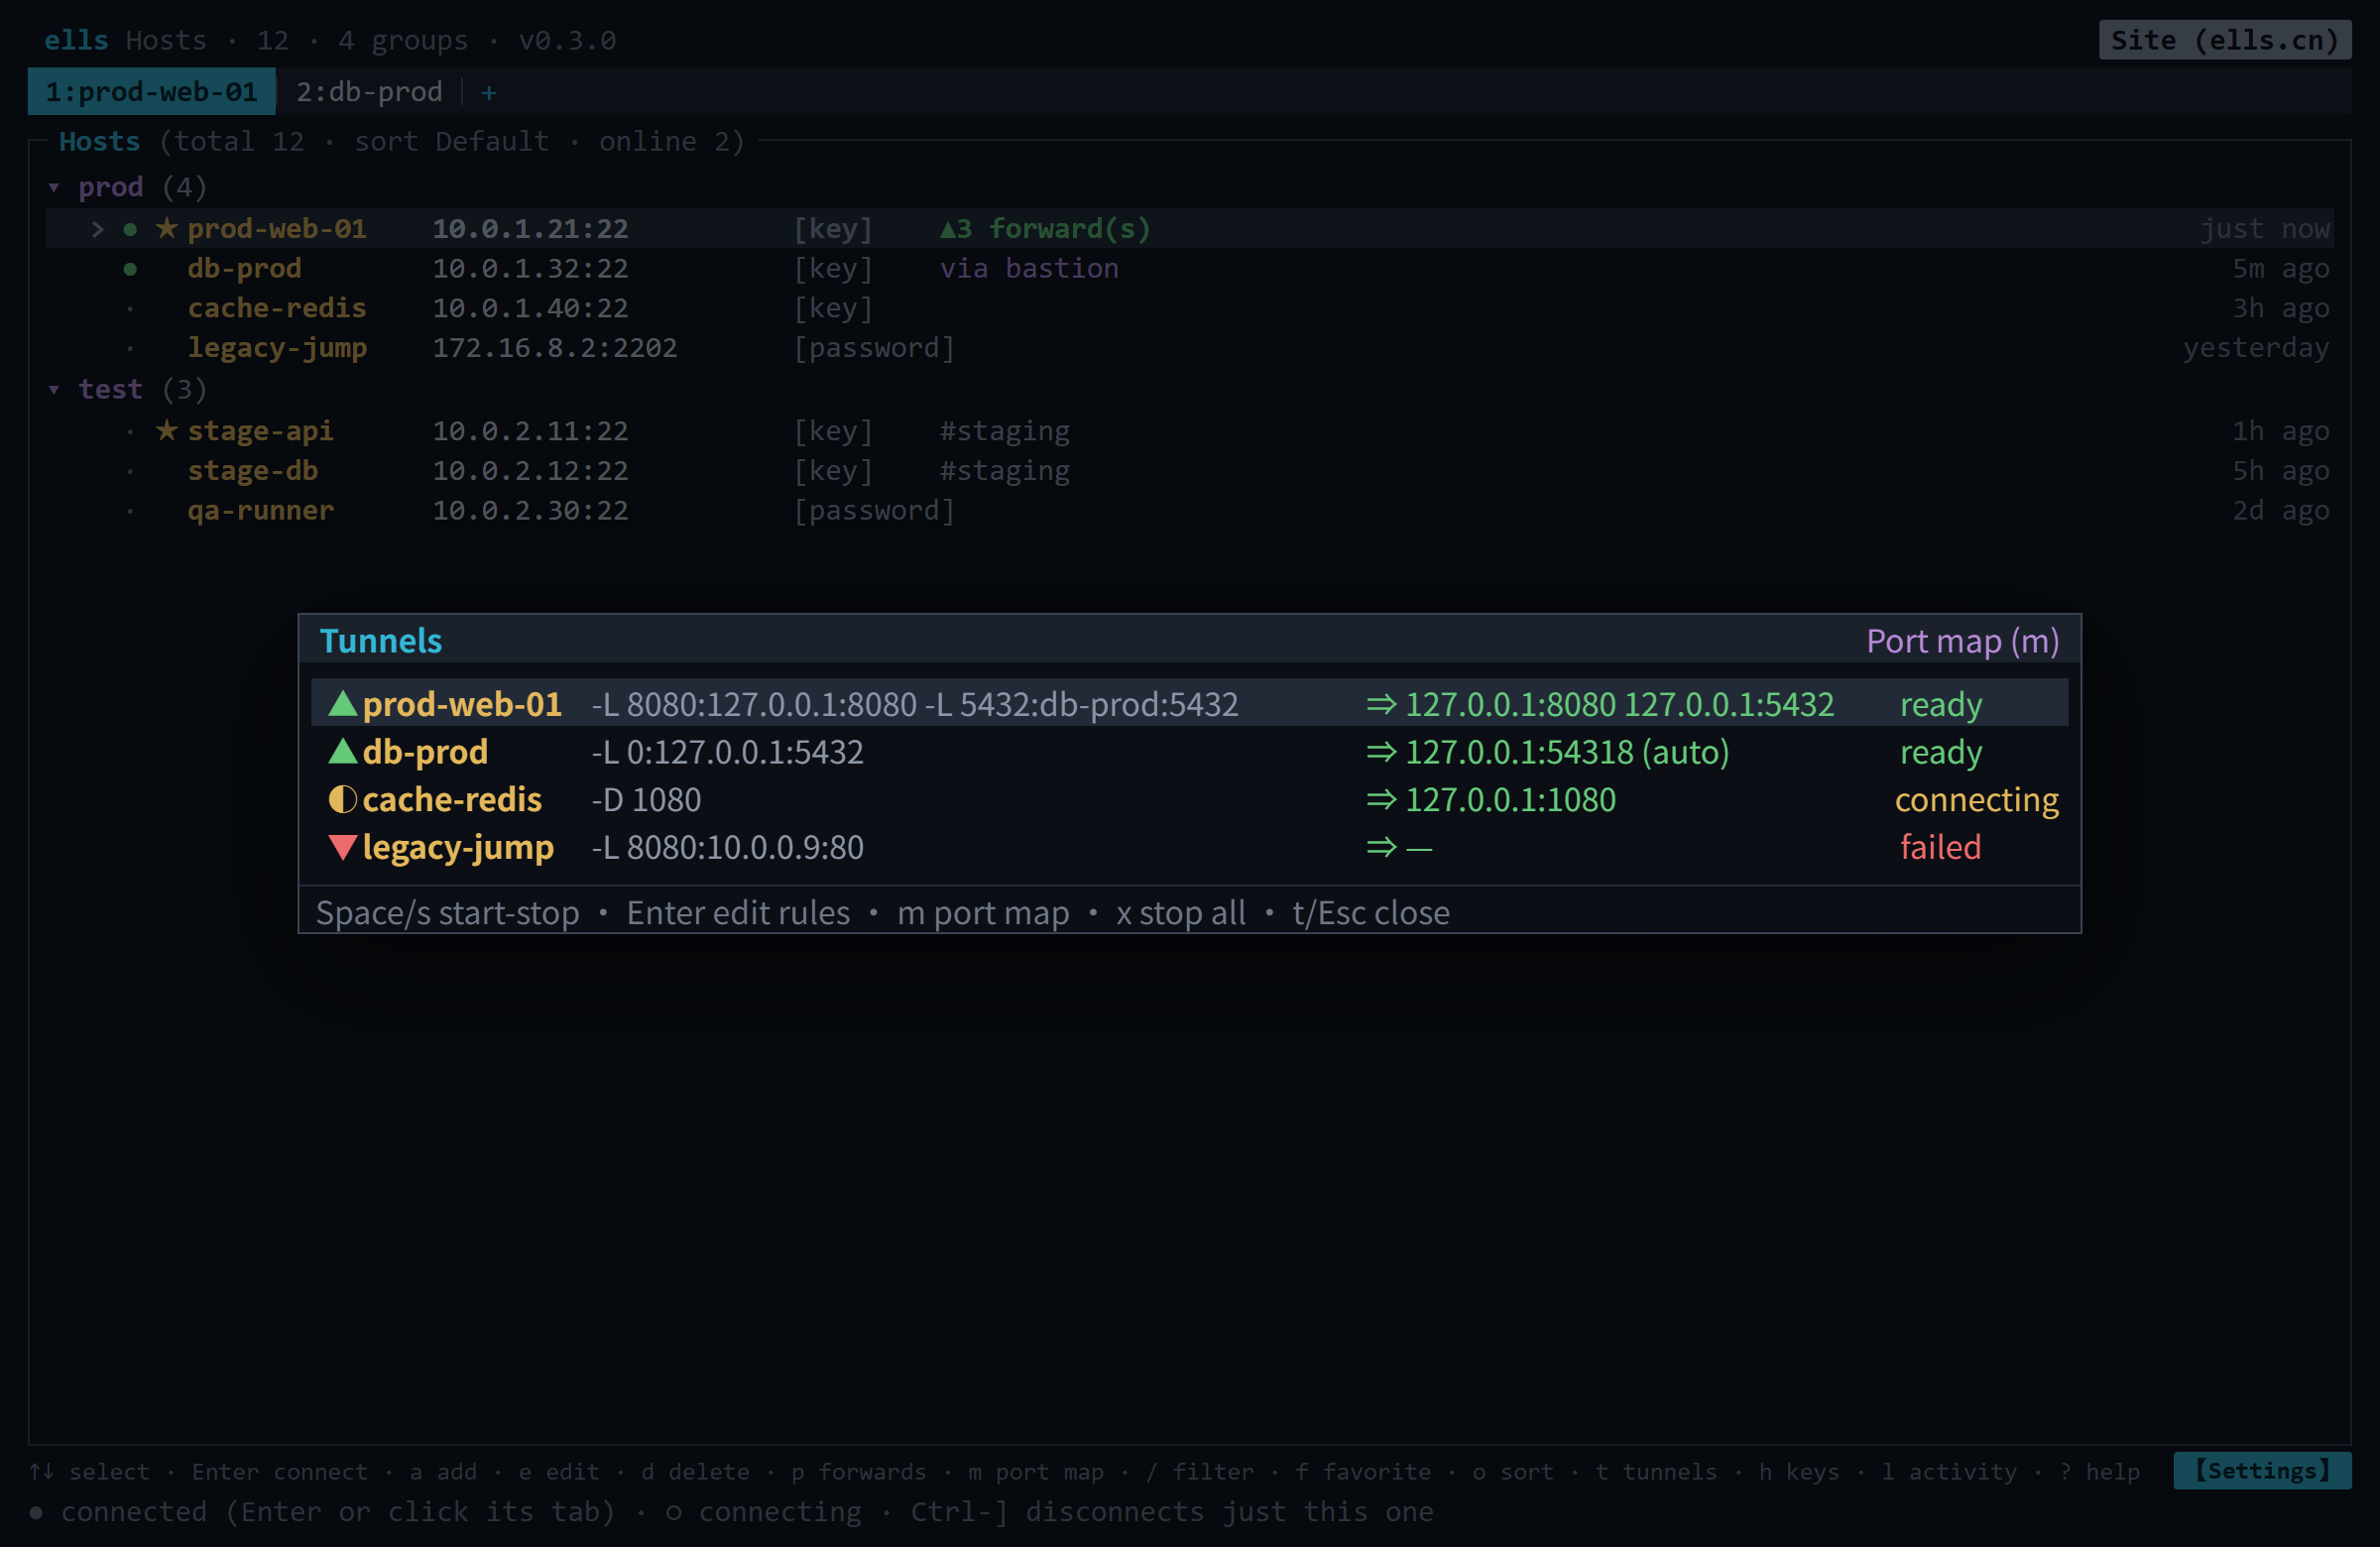 ells Hosts · 12 · 4 groups · v0.3.0 Site (ells.cn)
1:prod-web-01 2:db-prod +
Hosts (total 12 · sort Default · online 2)
▾ prod (4)
> ● ★ prod-web-01 10.0.1.21:22 [key] ▲3 forward(s) just now
● db-prod 10.0.1.32:22 [key] via bastion 5m ago
· cache-redis 10.0.1.40:22 [key] 3h ago
· legacy-jump 172.16.8.2:2202 [password] yesterday
▾ test (3)
· ★ stage-api 10.0.2.11:22 [key] #staging 1h ago
· stage-db 10.0.2.12:22 [key] #staging 5h ago
· qa-runner 10.0.2.30:22 [password] 2d ago
Tunnels Port map (m)
▲ prod-web-01 -L 8080:127.0.0.1:8080 -L 5432:db-prod:5432 ⇒ 127.0.0.1:8080 127.0.0.1:5432 ready
▲ db-prod -L 0:127.0.0.1:5432 ⇒ 127.0.0.1:54318 (auto) ready
◐ cache-redis -D 1080 ⇒ 127.0.0.1:1080 connecting
▼ legacy-jump -L 8080:10.0.0.9:80 ⇒ — failed
Space/s start-stop · Enter edit rules · m port map · x stop all · t/Esc close
↑↓ select · Enter connect · a add · e edit · d delete · p forwards · m port map · / filter · f favorite · o sort · t tunnels · h keys · l activity · ? help 【Settings】
● connected (Enter or click its tab) · ○ connecting · Ctrl-] disconnects just this one